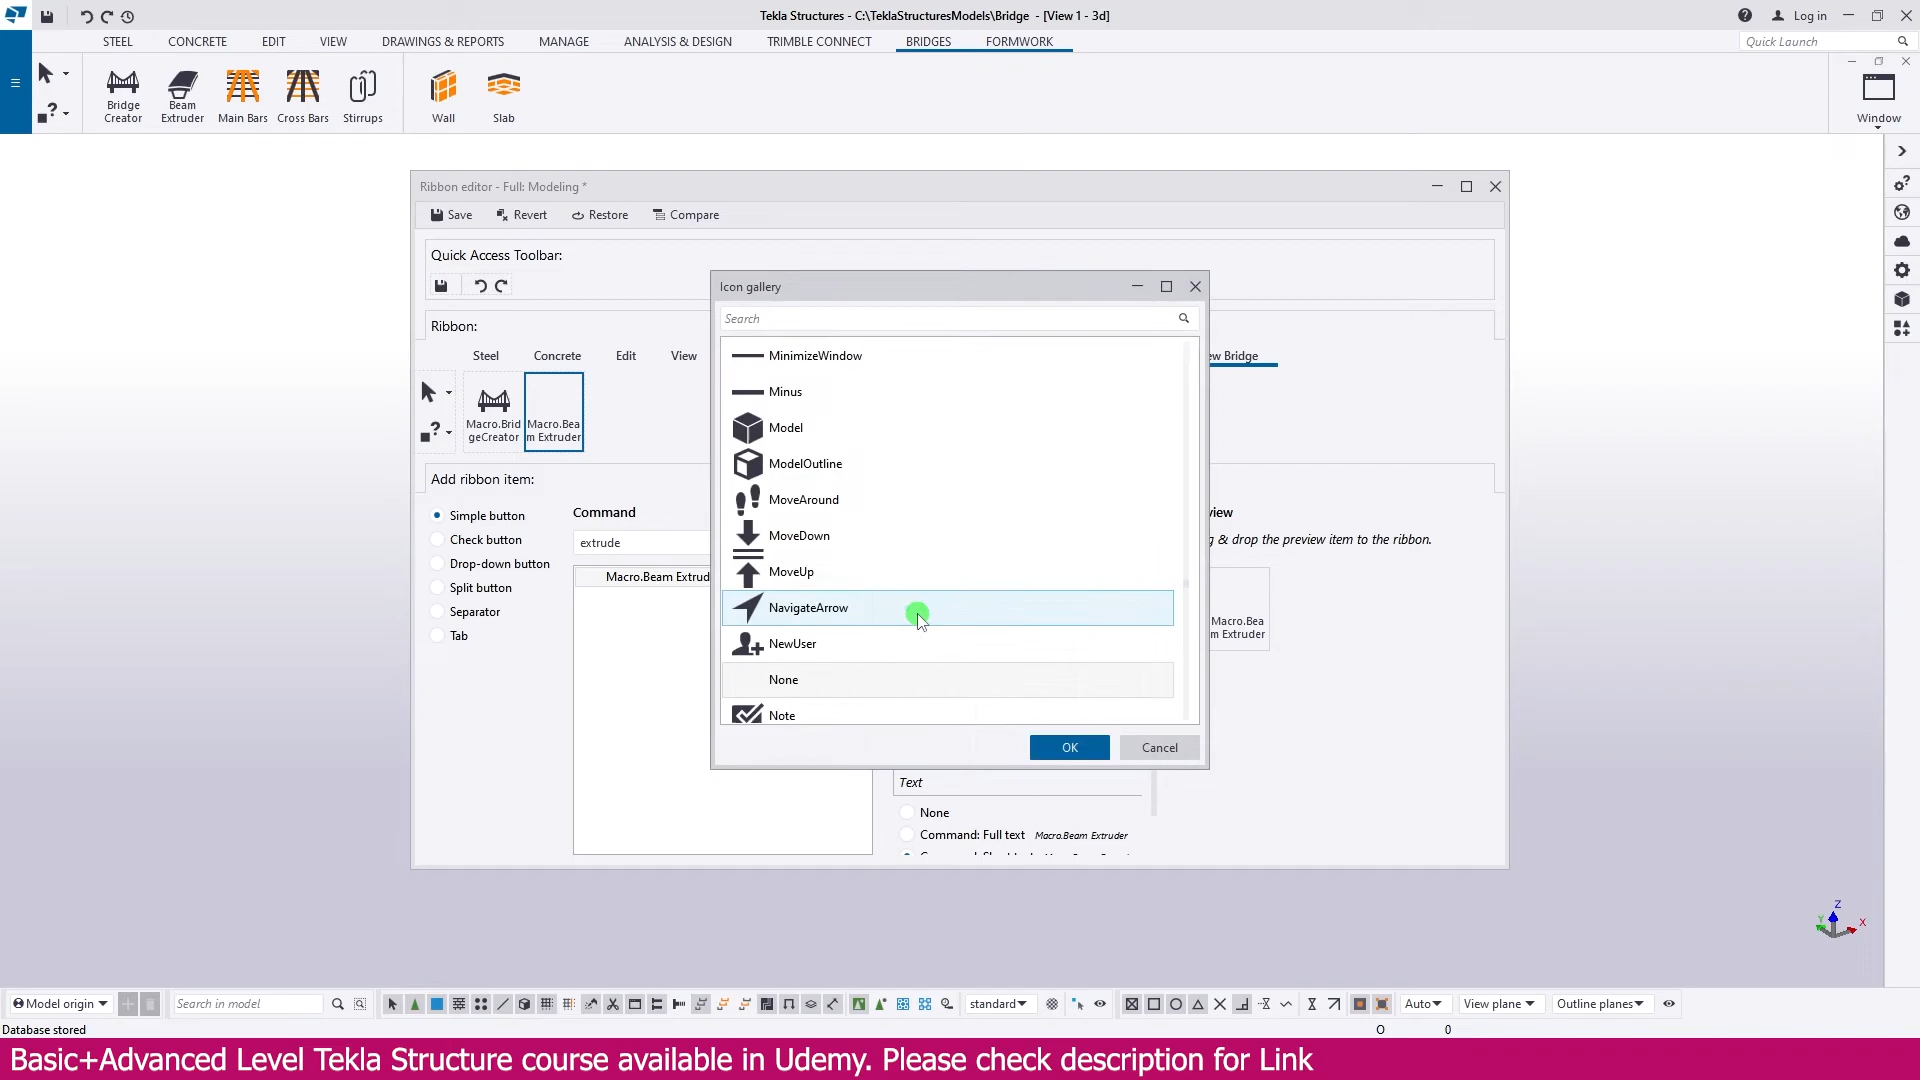 Tekla Structures - C:\TeklaStructuresModels\Bridge - [View 1 - 3d]
Log in
STEEL CONCRETE EDIT VIEW DRAWINGS & REPORTS MANAGE ANALYSIS & DESIGN TRIMBLE CONNECT BRIDGES FORMWORK
Quick Launch
Bridge Creator
Beam Extruder
Main Bars
Cross Bars
Stirrups
Wall
Slab
Window
Ribbon editor - Full: Modeling *
Save Revert Restore Compare
Quick Access Toolbar:
Ribbon:
Steel Concrete Edit View
ew Bridge
Macro.Brid
geCreator
Macro.Bea
m Extruder
Add ribbon item:
Simple button
Check button
Drop-down button
Split button
Separator
Tab
Command
extrude
Macro.Beam Extrud
Icon gallery
Search
MinimizeWindow
Minus
Model
ModelOutline
MoveAround
MoveDown
MoveUp
NavigateArrow
NewUser
None
Note
OK Cancel
view
g & drop the preview item to the ribbon.
Macro.Bea
m Extruder
Text
None
Command: Full text Macro.Beam Extruder
Z
Y
X
Model origin
Search in model
standard
Auto
View plane
Outline planes
Database stored
O 0
Basic+Advanced Level Tekla Structure course available in Udemy. Please check description for Link